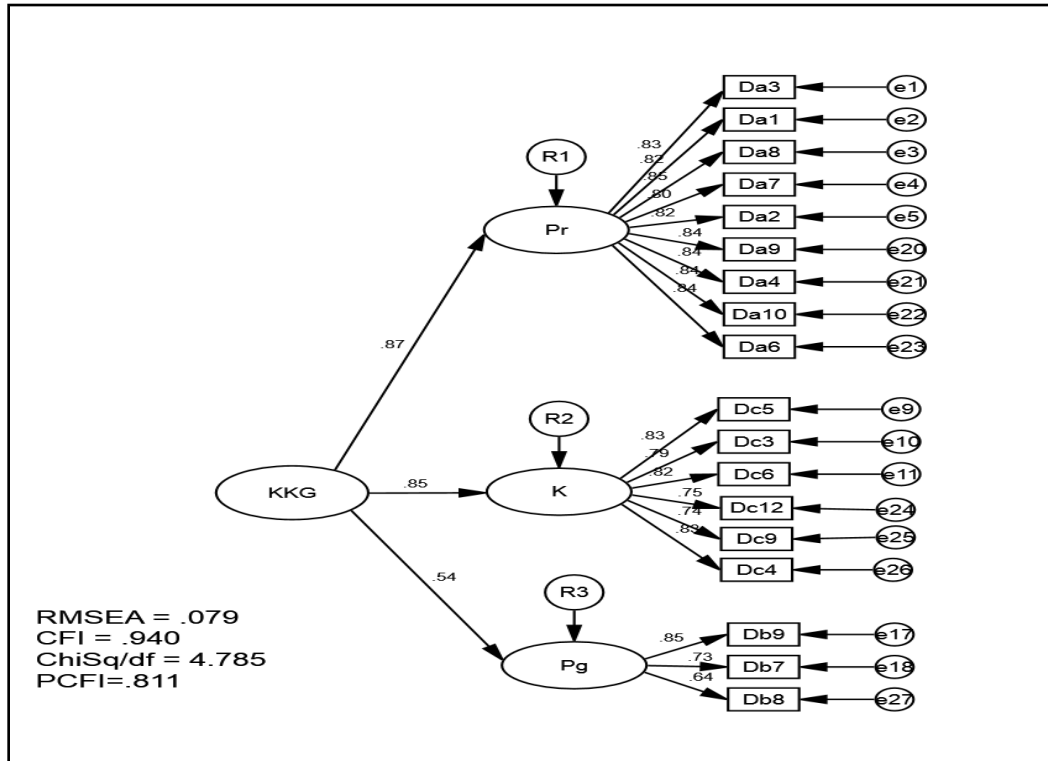 Da3
e1
.83
Da1
e2
.82
R1
Da8
e3
.85
Da7
e4
.80
Da2
e5
.82
Pr
Da9
e20
.84
Da4
e21
.84
Da10
e22
.84
Da6
e23
.84
.87
Dc5
e9
R2
.83
Dc3
e10
.79
Dc6
e11
.82
KKG
.85
K
Dc12
e24
.75
Dc9
e25
.74
Dc4
e26
.83
.54
R3
Db9
e17
.85
Pg
Db7
e18
.73
Db8
e27
.64
RMSEA = .079
CFI = .940
ChiSq/df = 4.785
PCFI=.811